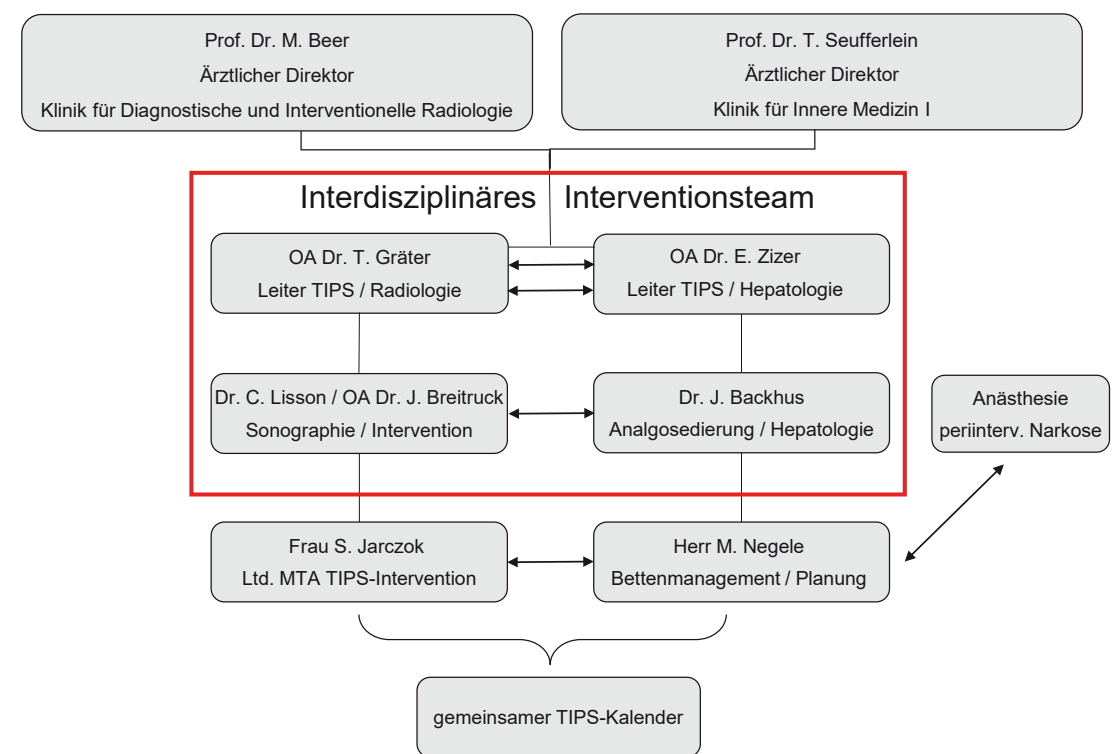 Prof. Dr. M. Beer
Ärztlicher Direktor
Klinik für Diagnostische und Interventionelle Radiologie
Prof. Dr. T. Seufferlein
Ärztlicher Direktor
Klinik für Innere Medizin I
Interdisziplinäres Interventionsteam
OA Dr. T. Gräter
Leiter TIPS / Radiologie
OA Dr. E. Zizer
Leiter TIPS / Hepatologie
Dr. C. Lisson / OA Dr. J. Breitruck
Sonographie / Intervention
Dr. J. Backhus
Analgosedierung / Hepatologie
Anästhesie
periinterv. Narkose
Frau S. Jarczok
Ltd. MTA TIPS-Intervention
Herr M. Negele
Bettenmanagement / Planung
gemeinsamer TIPS-Kalender